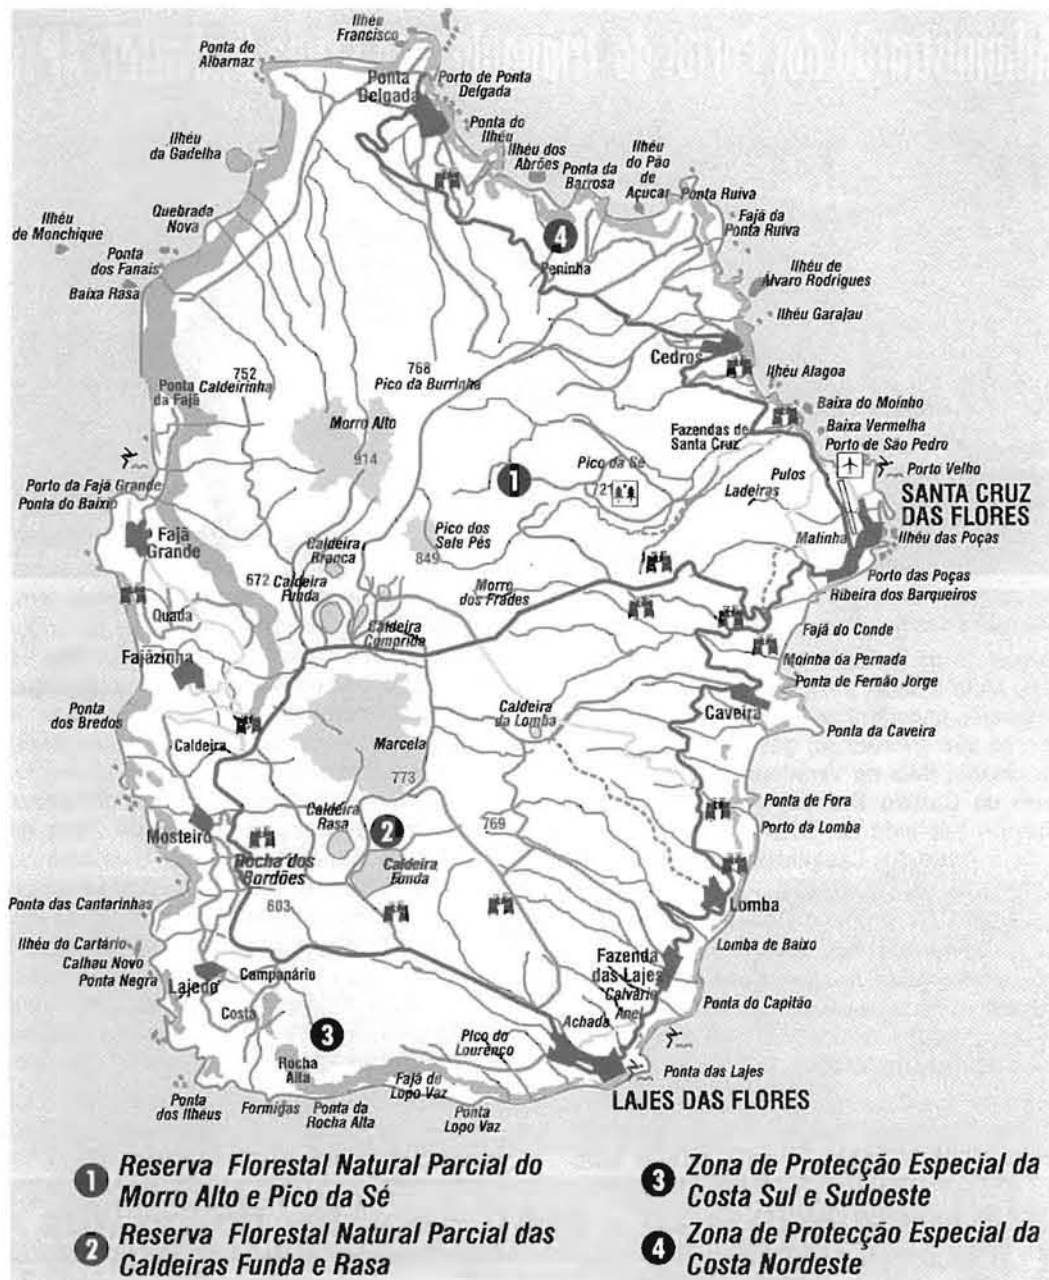 Ilhéu
Francisco
Ponta do
Albarnaz
Ponta
Delgada
Porto de Ponta
Delgada
Ponta do
Ilhéu
Ilhéu
da Gadelha
Ilhéu dos
Abrões
Ponta da
Barrosa
Ilhéu
do Pão
de
Açucar
Ponta Ruiva
Quebrada
Nova
Fajã da
Ponta Ruiva
Ilhéu
de Monchique
4
Peninha
Ponta
dos Fanais
Ilhéu de
Álvaro Rodrigues
Baixa Rasa
Ilhéu Garajau
Cedros
752
Caldeirinha
768
Pico da Burrinha
Ilhéu Alagoa
Ponta
da Fajã
Baixa do Moínho
Morro Alto
914
Fazendas de
Santa Cruz
Baixa Vermelha
Porto de São Pedro
Porto Velho
1
Pico da Sé
721
Pulos
Ladeiras
Porto da Fajã Grande
Ponta do Baixio
SANTA CRUZ
DAS FLORES
Fajã
Grande
Caldeira
Branca
Pico dos
Sete Pés
849
Malinha
Ilhéu das Poças
672
Caldeira
Funda
Morro
dos Frades
Porto das Poças
Ribeira dos Barqueiros
Quada
Caldeira
Comprida
Fajã do Conde
Fajãzinha
Moinha da Pernada
Ponta de Fernão Jorge
Ponta
dos Bredos
Caldeira
da Lomba
Caveira
Ponta da Caveira
Caldeira
Marcela
773
Ponta de Fora
Mosteiro
Caldeira
Rasa
2
769
Porto da Lomba
Rocha dos
Bordões
Caldeira
Funda
603
Lomba
Ponta das Cantarinhas
Lomba de Baixo
Ilhéu do Cartário
Calhau Novo
Ponta Negra
Fazenda
das Lajes
Lajedo
Campanário
Calvário
Ponta do Capitão
Costa
Anel
Achada
3
Pico do
Lourenço
Rocha
Alta
Fajã de
Lopo Vaz
Ponta das Lajes
Ponta
dos Ilhéus
Formigas
Ponta da
Rocha Alta
Ponta
Lopo Vaz
LAJES DAS FLORES
1 Reserva Florestal Natural Parcial do
Morro Alto e Pico da Sé
2 Reserva Florestal Natural Parcial das
Caldeiras Funda e Rasa
3 Zona de Protecção Especial da
Costa Sul e Sudoeste
4 Zona de Protecção Especial da
Costa Nordeste